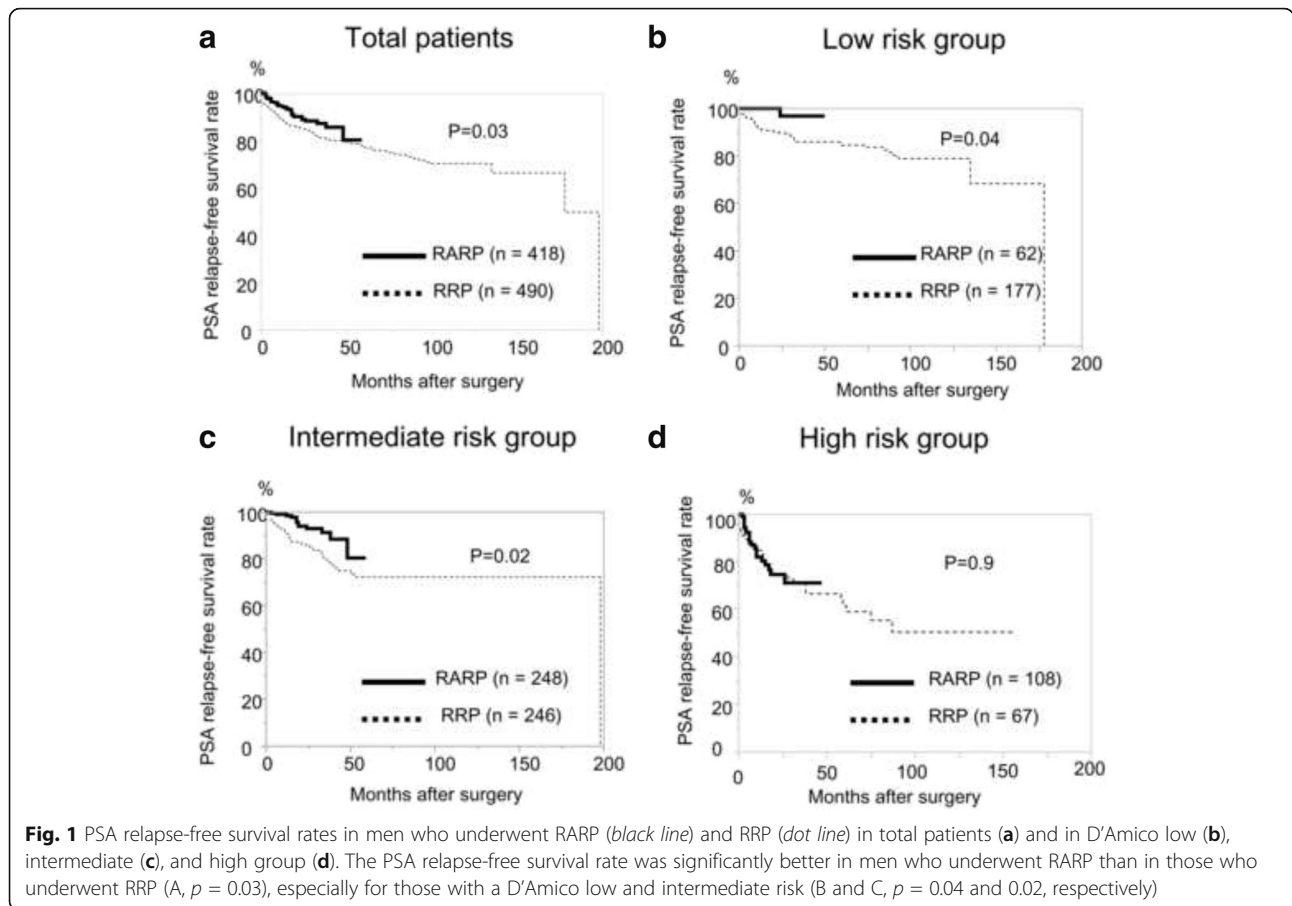 a Total patients
%
100
80
60
40
20
0
PSA relapse-free survival rate
P=0.03
RARP (n = 418)
RRP (n = 490)
0 50 100 150 200
Months after surgery
b Low risk group
%
100
80
60
40
20
0
PSA relapse-free survival rate
P=0.04
RARP (n = 62)
RRP (n = 177)
0 50 100 150 200
Months after surgery
c Intermediate risk group
%
100
80
60
40
20
0
PSA relapse-free survival rate
P=0.02
RARP (n = 248)
RRP (n = 246)
0 50 100 150 200
Months after surgery
d High risk group
%
100
80
60
40
20
0
PSA relapse-free survival rate
P=0.9
RARP (n = 108)
RRP (n = 67)
0 50 100 150 200
Months after surgery
Fig. 1 PSA relapse-free survival rates in men who underwent RARP (black line) and RRP (dot line) in total patients (a) and in D'Amico low (b),
intermediate (c), and high group (d). The PSA relapse-free survival rate was significantly better in men who underwent RARP than in those who
underwent RRP (A, p = 0.03), especially for those with a D'Amico low and intermediate risk (B and C, p = 0.04 and 0.02, respectively)